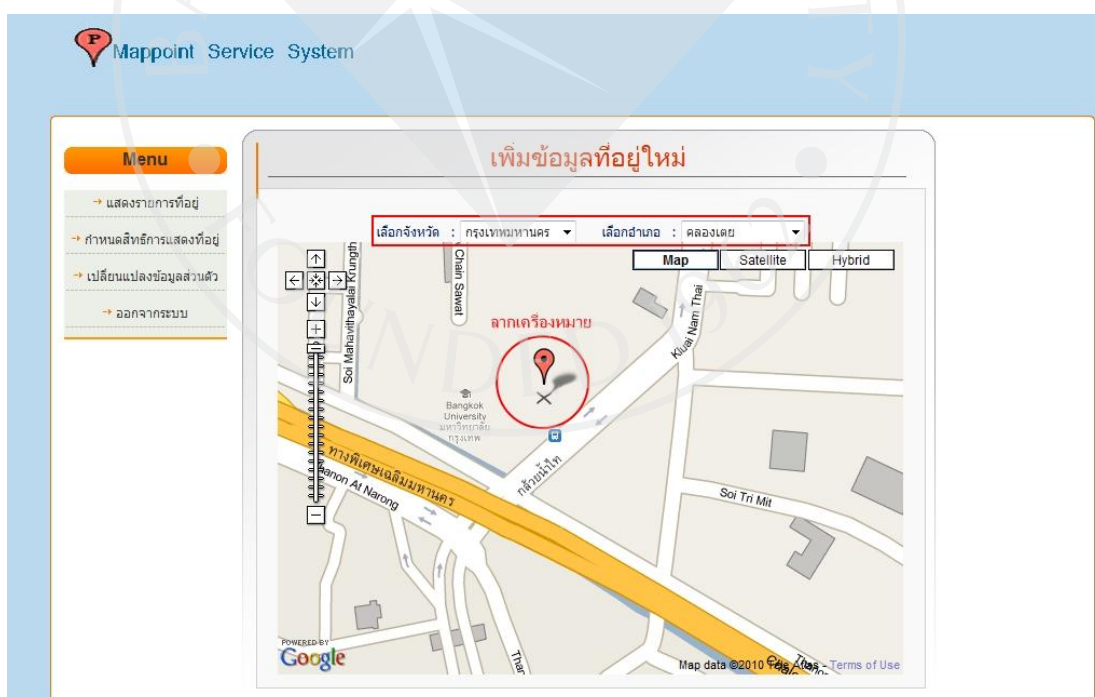 Mappoint Service System
Menu
แสดงรายการที่อยู่
กำหนดสิทธิการแสดงที่อยู่
เปลี่ยนแปลงข้อมูลส่วนตัว
ออกจากระบบ
เพิ่มข้อมูลที่อยู่ใหม่
เลือกจังหวัด : กรุงเทพมหานคร เลือกอำเภอ : คลองเตย
Map Satellite Hybrid
Soi Mahavithayalai Krungth
Chain Sawat
ลากเครื่องหมาย
Kluai Nam Thai
Bangkok
University
มหาวิทยาลัย
กรุงเทพ
ทางพิเศษเฉลิมมหานคร
กล้วยน้ำไท
Thanon At Narong
Soi Tri Mit
POWERED BY
Google
Than
Map data ©2010 Tele Atlas - Terms of Use